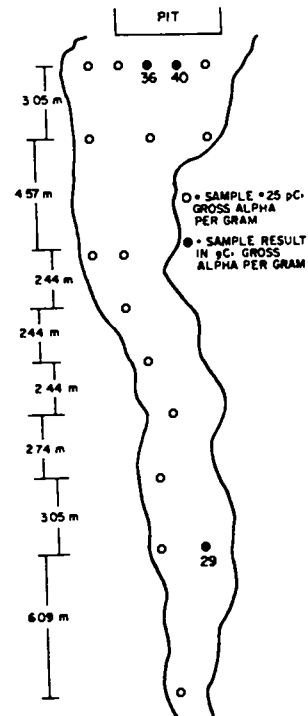 PIT
36 40
3.05 m
4.57 m
O = SAMPLE < 25 pCi
GROSS ALPHA
PER GRAM
● = SAMPLE RESULT
IN pCi GROSS
ALPHA PER GRAM
2.44 m
2.44 m
2.44 m
2.74 m
3.05 m
29
6.09 m